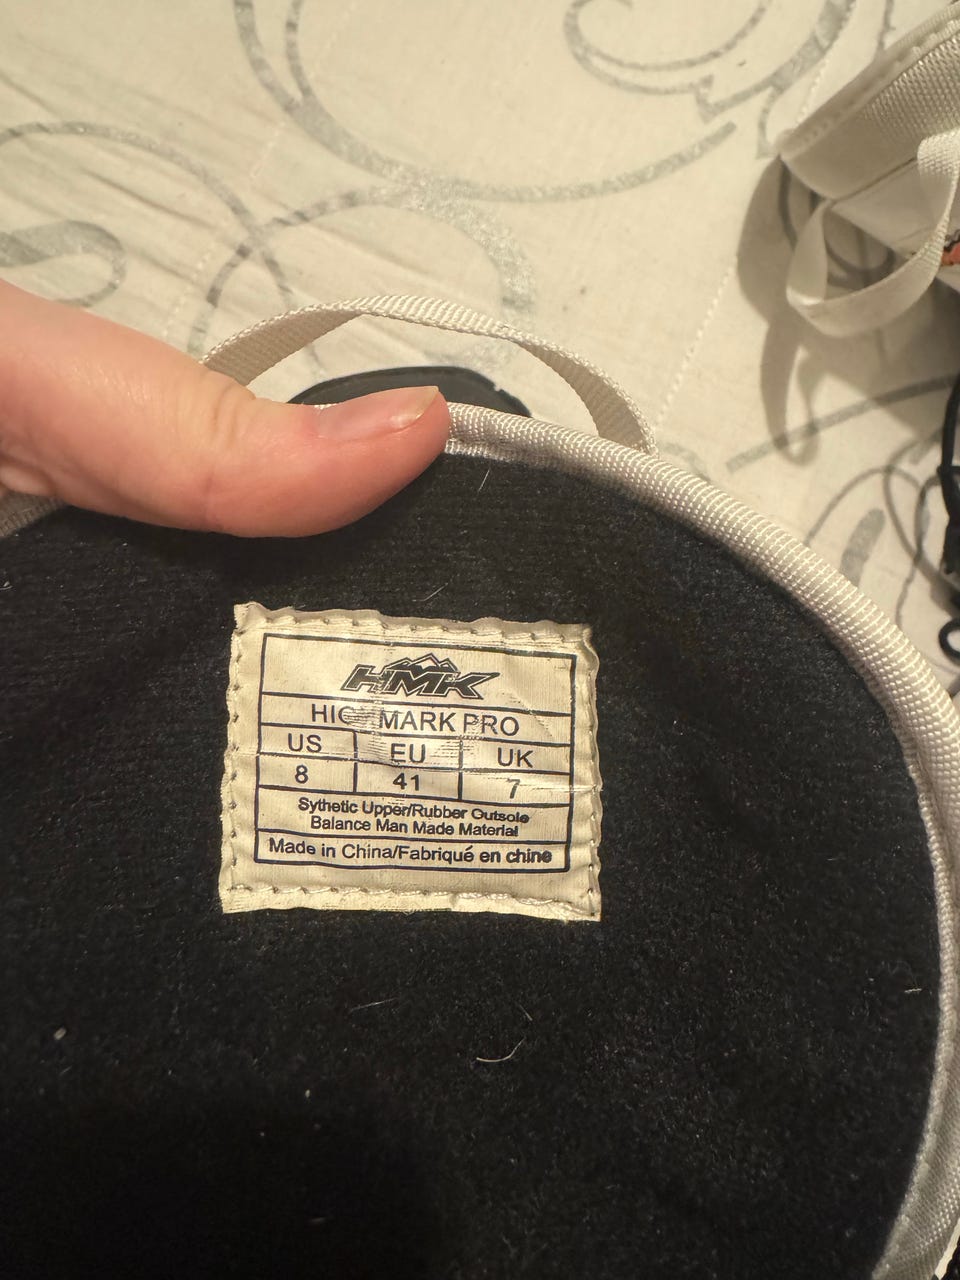 HMK
HIGHMARK PRO
US EU UK
8 41 7
Sythetic Upper/Rubber Outsole
Balance Man Made Material
Made in China/Fabriqué en chine